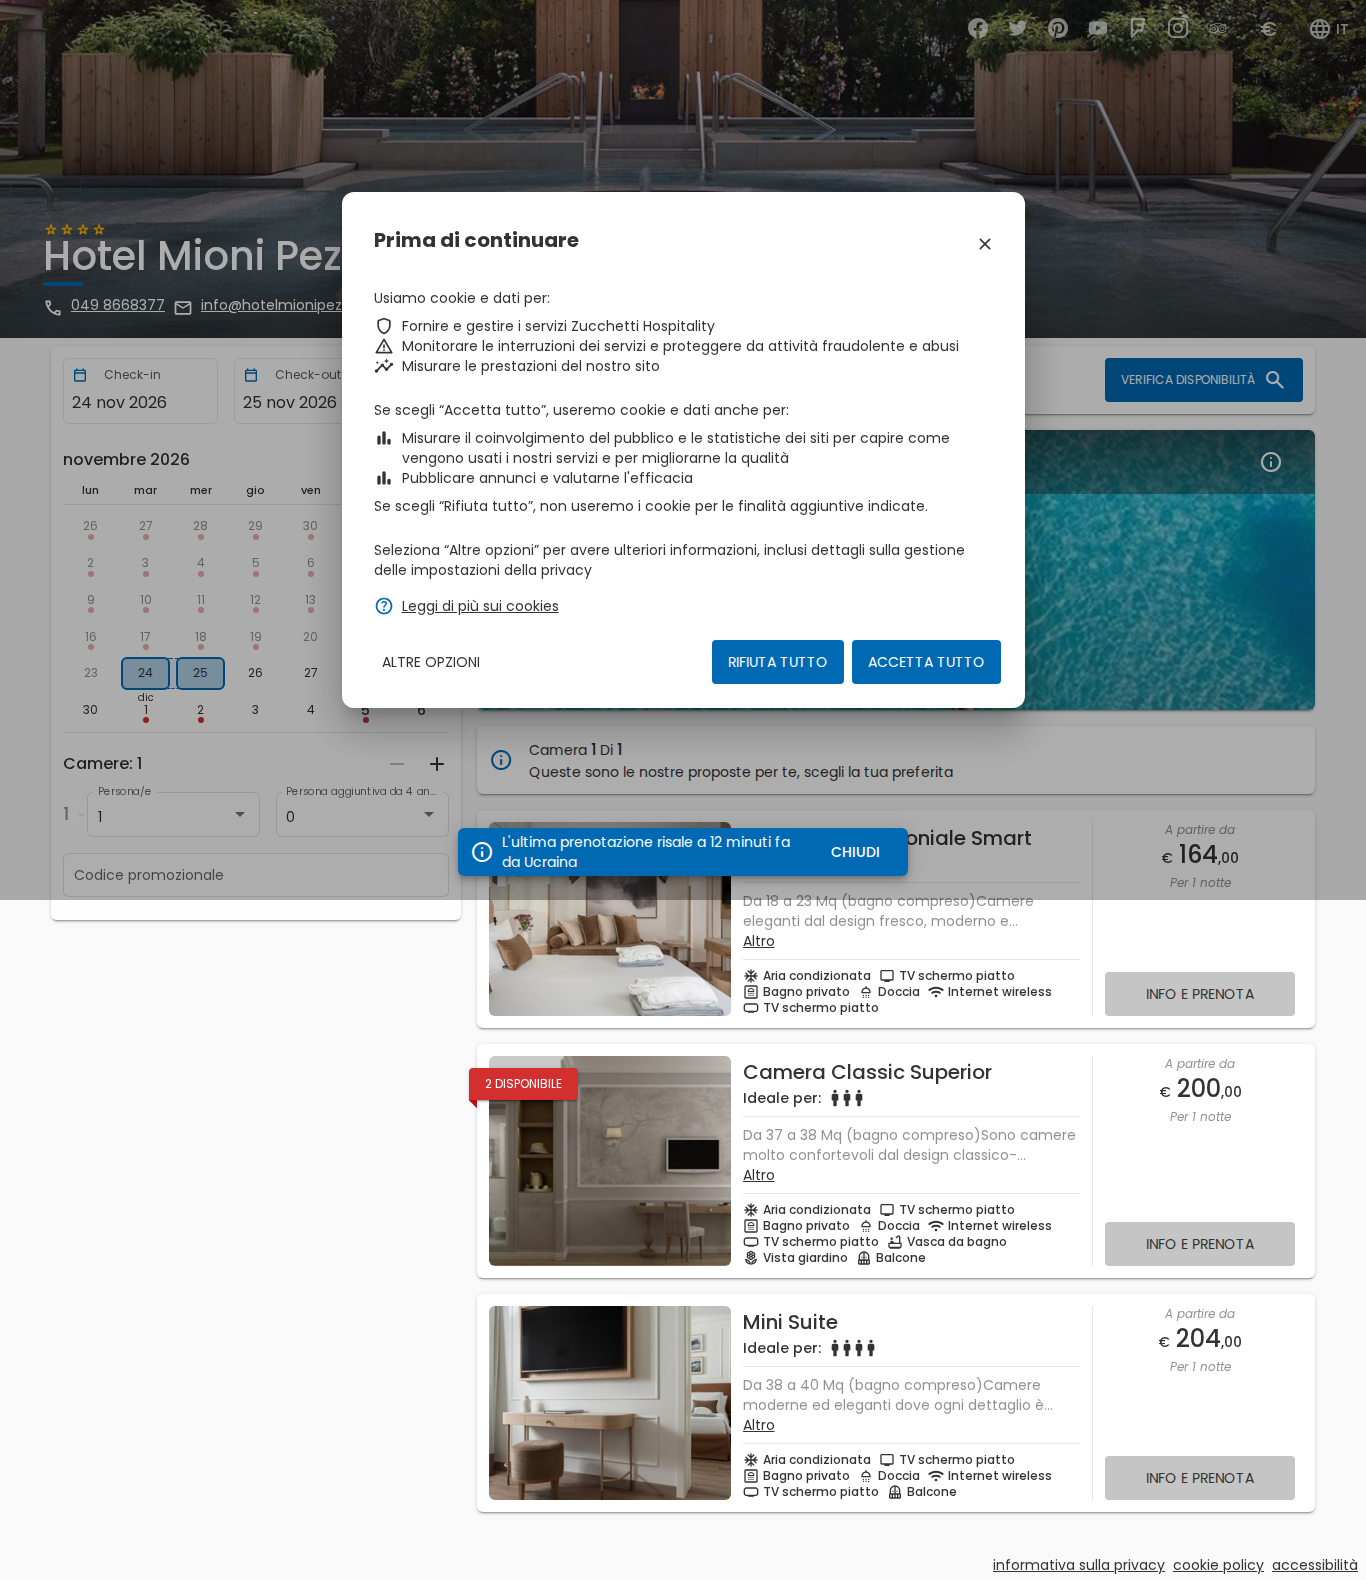 IT
Hotel Mioni Pez
049 8668377 info@hotelmionipez
Prima di continuare
Usiamo cookie e dati per:
Fornire e gestire i servizi Zucchetti Hospitality
Monitorare le interruzioni dei servizi e proteggere da attività fraudolente e abusi
Misurare le prestazioni del nostro sito
Se scegli “Accetta tutto”, useremo cookie e dati anche per:
Misurare il coinvolgimento del pubblico e le statistiche dei siti per capire come
vengono usati i nostri servizi e per migliorarne la qualità
Pubblicare annunci e valutarne l'efficacia
Se scegli “Rifiuta tutto”, non useremo i cookie per le finalità aggiuntive indicate.
Seleziona “Altre opzioni” per avere ulteriori informazioni, inclusi dettagli sulla gestione
delle impostazioni della privacy
Leggi di più sui cookies
ALTRE OPZIONI
RIFIUTA TUTTO
ACCETTA TUTTO
Check-in
24 nov 2026
Check-out
25 nov 2026
VERIFICA DISPONIBILITÀ
novembre 2026
lun mar mer gio ven
26 27 28 29 30
2 3 4 5 6
9 10 11 12 13
16 17 18 19 20
23 24 25 26 27
dic
30 1 2 3 4 5 6
Camere: 1
1 -
Persona/e
1
Persona aggiuntiva da 4 an...
0
Codice promozionale
Camera 1 Di 1
Queste sono le nostre proposte per te, scegli la tua preferita
L'ultima prenotazione risale a 12 minuti fa
da Ucraina
CHIUDI
oniale Smart
Da 18 a 23 Mq (bagno compreso)Camere
eleganti dal design fresco, moderno e...
Altro
Aria condizionata TV schermo piatto
Bagno privato Doccia Internet wireless
TV schermo piatto
A partire da
€ 164,00
Per 1 notte
INFO E PRENOTA
2 DISPONIBILE
Camera Classic Superior
Ideale per:
Da 37 a 38 Mq (bagno compreso)Sono camere
molto confortevoli dal design classico-...
Altro
Aria condizionata TV schermo piatto
Bagno privato Doccia Internet wireless
TV schermo piatto Vasca da bagno
Vista giardino Balcone
A partire da
€ 200,00
Per 1 notte
INFO E PRENOTA
Mini Suite
Ideale per:
Da 38 a 40 Mq (bagno compreso)Camere
moderne ed eleganti dove ogni dettaglio è...
Altro
Aria condizionata TV schermo piatto
Bagno privato Doccia Internet wireless
TV schermo piatto Balcone
A partire da
€ 204,00
Per 1 notte
INFO E PRENOTA
informativa sulla privacy cookie policy accessibilità